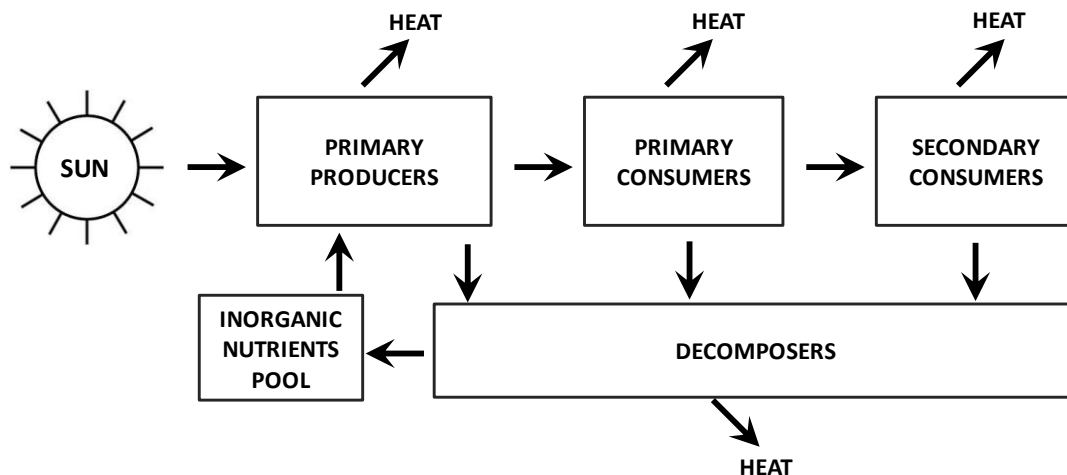 HEAT
HEAT
HEAT
SUN
PRIMARY
PRODUCERS
PRIMARY
CONSUMERS
SECONDARY
CONSUMERS
INORGANIC
NUTRIENTS
POOL
DECOMPOSERS
HEAT